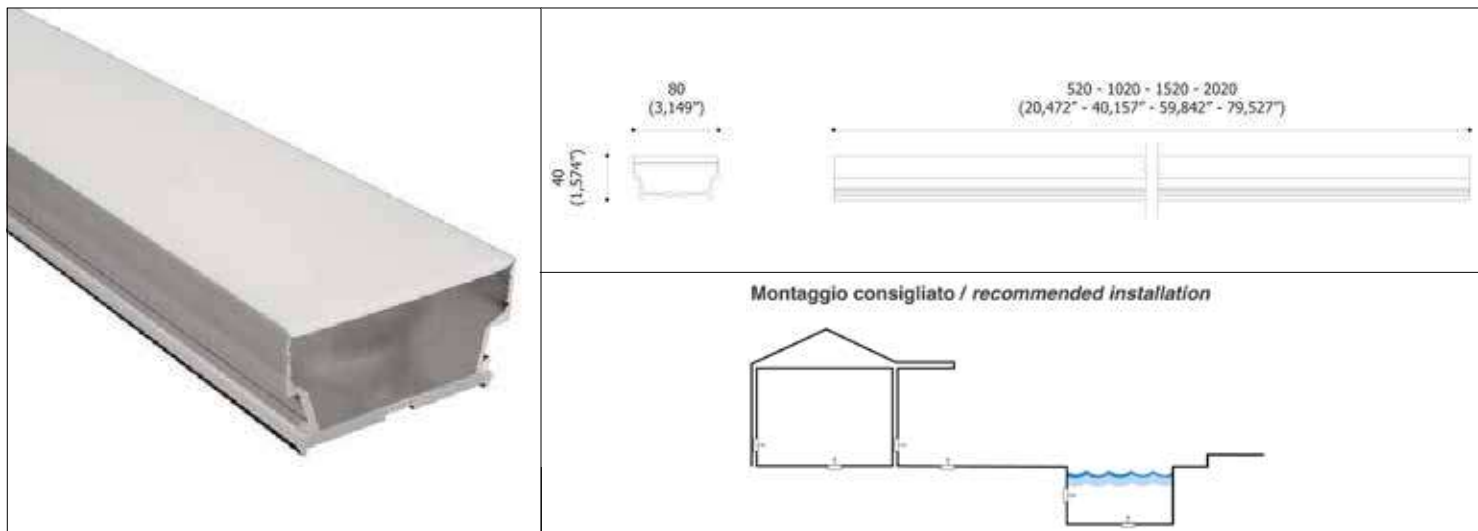 80
(3,149")
520 - 1020 - 1520 - 2020
(20,472" - 40,157" - 59,842" - 79,527")
40
(1,574")
Montaggio consigliato / recommended installation